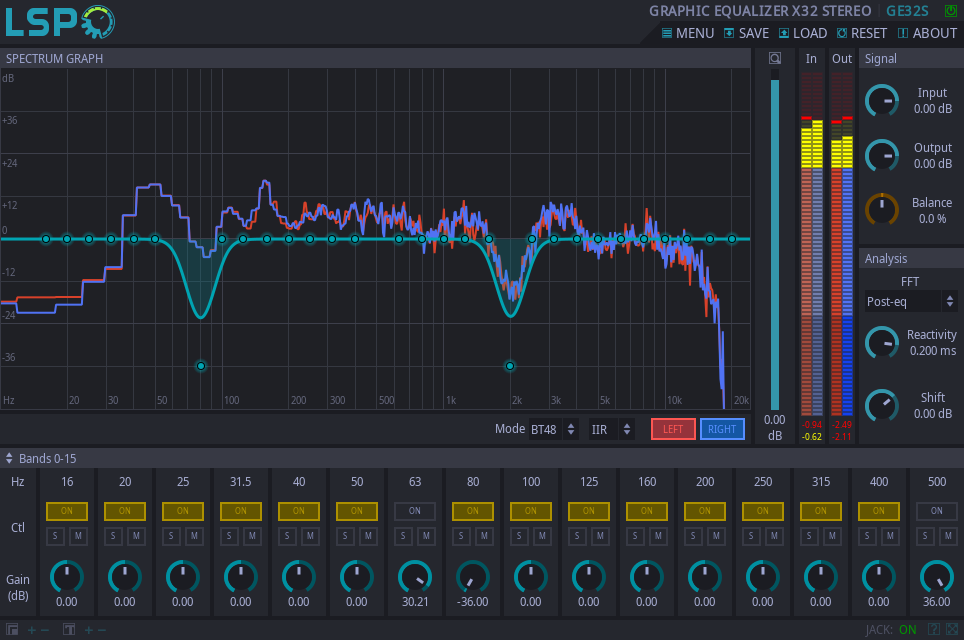 LSP
GRAPHIC EQUALIZER X32 STEREO GE32S
MENU SAVE LOAD RESET ABOUT
SPECTRUM GRAPH
In Out
Signal
dB
+36
+24
+12
0
-12
-24
-36
Hz 20 30 50 100 200 300 500 1k 2k 3k 5k 10k 20k
Input
0.00 dB
Output
0.00 dB
Balance
0.0 %
Analysis
FFT
Post-eq
Reactivity
0.200 ms
Shift
0.00 dB
0.00
dB
-0.94 -2.49
-0.62 -2.11
Mode BT48 IIR LEFT RIGHT
Bands 0-15
Hz 16 20 25 31.5 40 50 63 80 100 125 160 200 250 315 400 500
Ctl
ON ON ON ON ON ON ON ON ON ON ON ON ON ON ON ON
S M S M S M S M S M S M S M S M S M S M S M S M S M S M S M S M
Gain
(dB)
0.00 0.00 0.00 0.00 0.00 0.00 30.21 -36.00 0.00 0.00 0.00 0.00 0.00 0.00 0.00 36.00
+ - + - JACK: ON